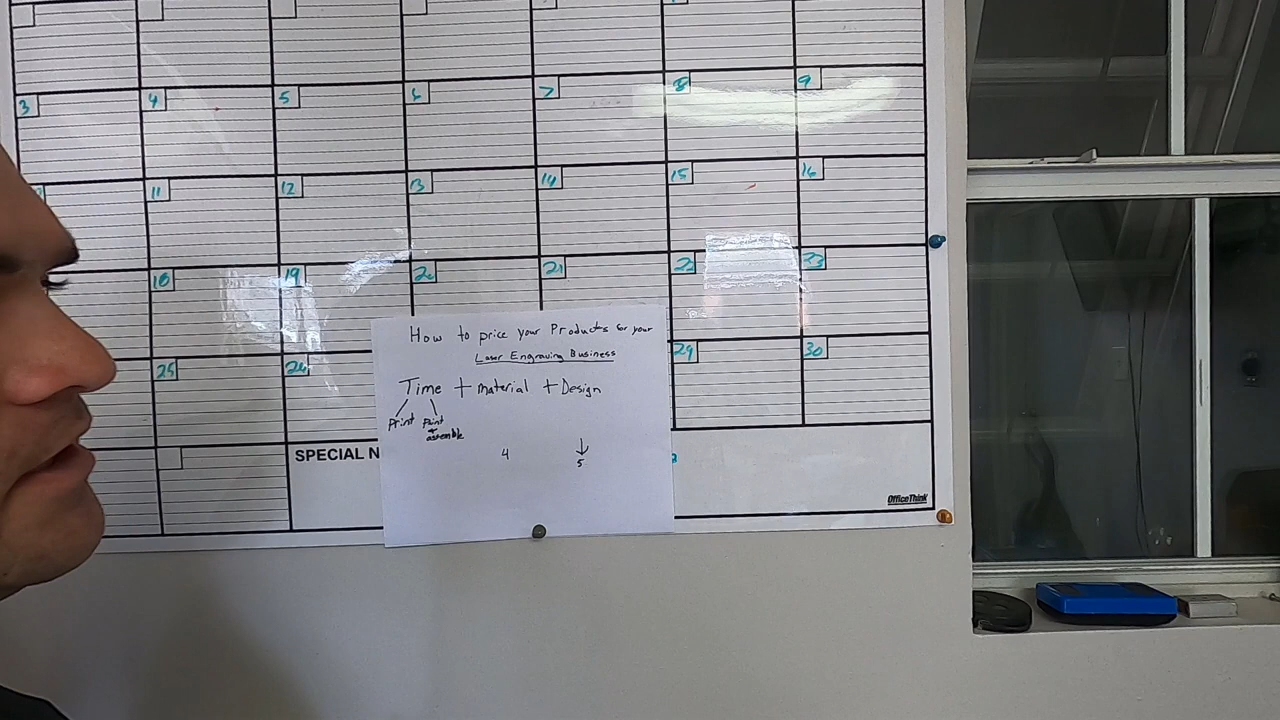 3 4 5 6 7 8 9
11 12 13 14 15 16
18 19 20 21 22 23
25 26 29 30
How to price your Products for your
Laser Engraving Business
Time + material + Design
Print Paint
or
assemble
4 5
SPECIAL N
OfficeThink